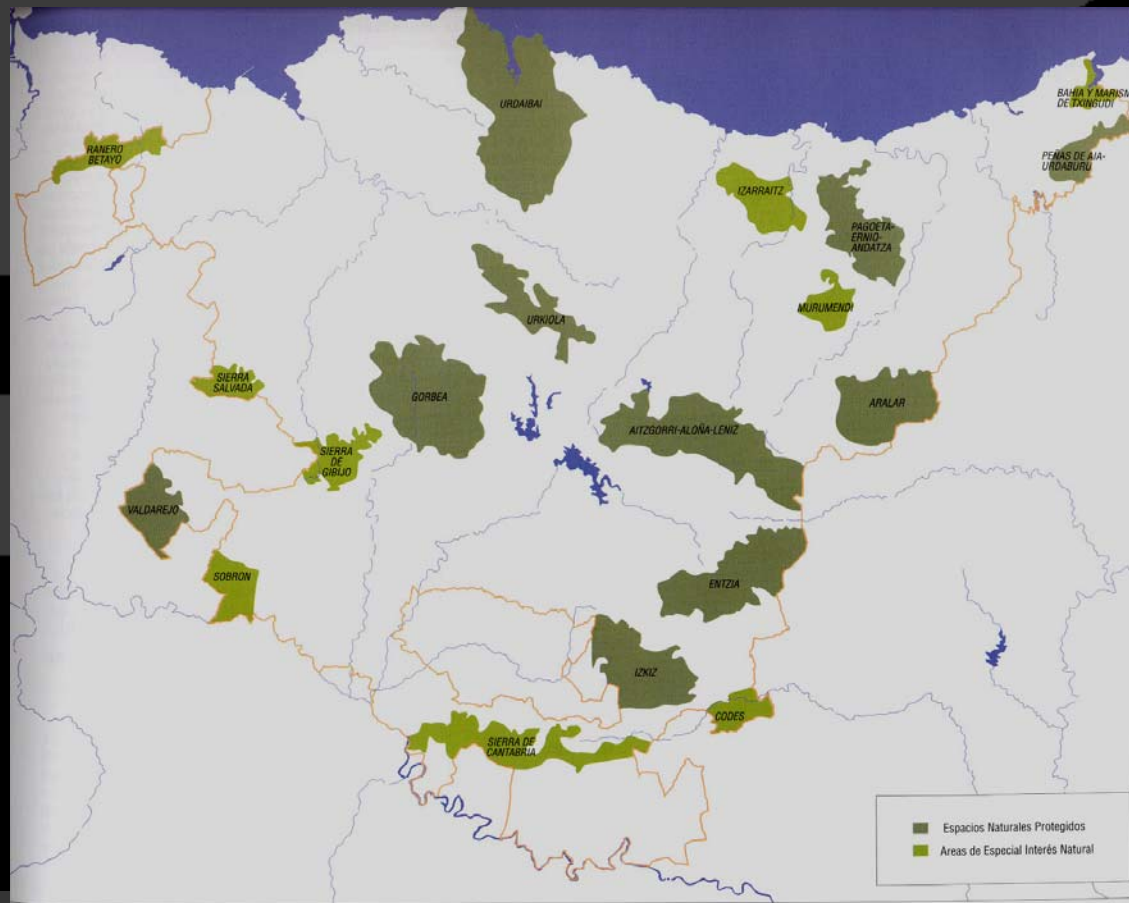 URDAIBAI
BAHIA Y MARISM
DE TXINGUDI
RANERO
BETAYO
PEÑAS DE AIA-
URDABURU
IZARRAITZ
PAGOETA-
ERNIO-
ANDATZA
MURUMENDI
URKIOLA
SIERRA
SALVADA
GORBEA
ARALAR
AITZGORRI-ALOÑA-LENIZ
SIERRA
DE
GIBIJO
VALDAREJO
SOBRON
ENTZIA
IZKIZ
CODES
SIERRA DE
CANTABRIA
Espacios Naturales Protegidos
Areas de Especial Interés Natural